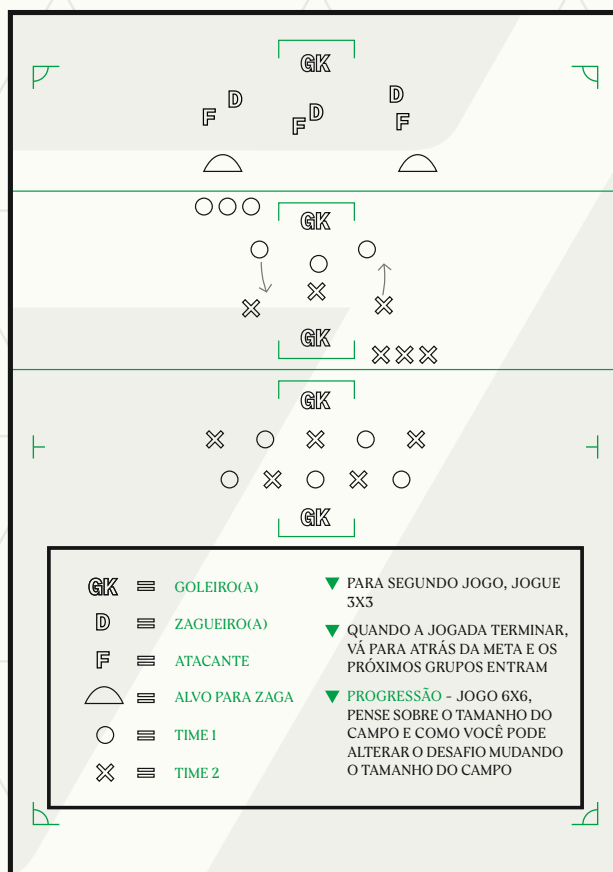 GK
D
D
D
F
F
F
GK
GK
GK
GK
GK = GOLEIRO(A)
D = ZAGUEIRO(A)
F = ATACANTE
= ALVO PARA ZAGA
= TIME 1
= TIME 2
PARA SEGUNDO JOGO, JOGUE
3X3
QUANDO A JOGADA TERMINAR,
VÁ PARA ATRÁS DA META E OS
PRÓXIMOS GRUPOS ENTRAM
PROGRESSÃO - JOGO 6X6,
PENSE SOBRE O TAMANHO DO
CAMPO E COMO VOCÊ PODE
ALTERAR O DESAFIO MUDANDO
O TAMANHO DO CAMPO